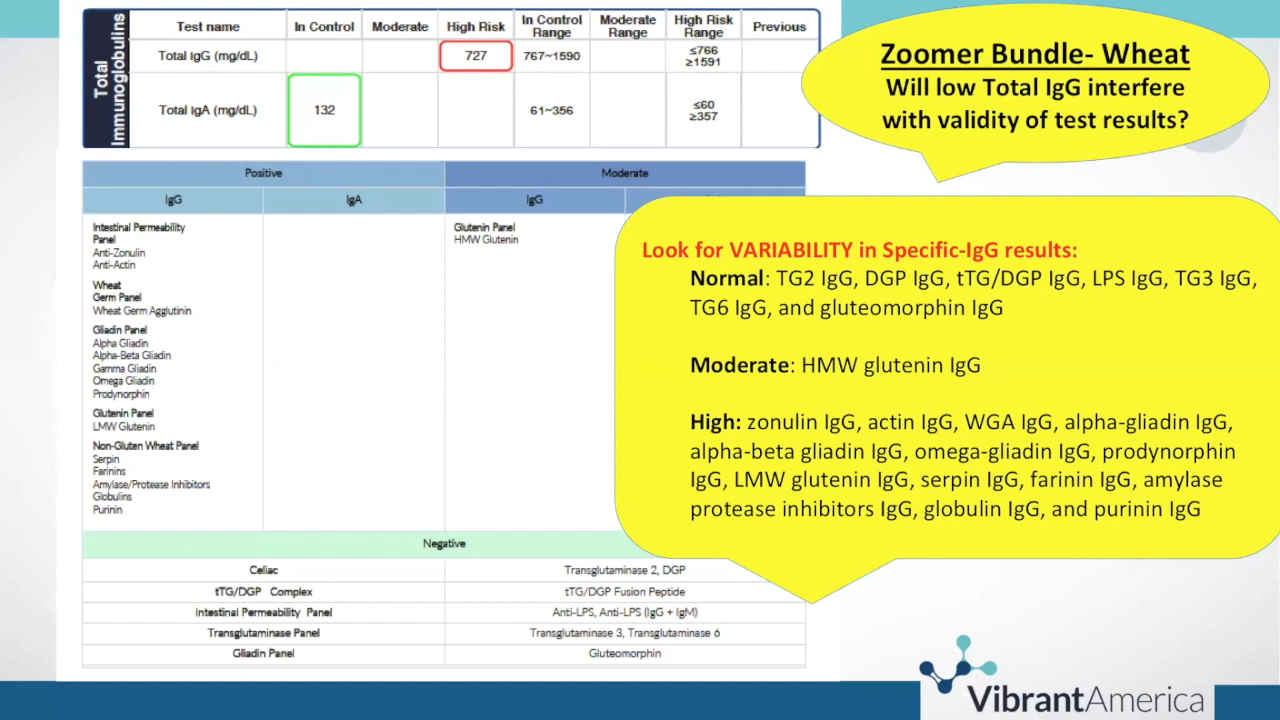 Total Immunoglobulins
Test name In Control Moderate High Risk In Control Range Moderate Range High Risk Range Previous
Total IgG (mg/dL) 727 767~1590 ≤766 ≥1591
Total IgA (mg/dL) 132 61~356 ≤60 ≥357
Zoomer Bundle- Wheat
Will low Total IgG interfere
with validity of test results?
Positive Moderate
IgG IgA IgG
Intestinal Permeability
Panel
Anti-Zonulin
Anti-Actin
Wheat
Germ Panel
Wheat Germ Agglutinin
Gliadin Panel
Alpha Gliadin
Alpha-Beta Gliadin
Gamma Gliadin
Omega Gliadin
Prodynorphin
Glutenin Panel
LMW Glutenin
Non-Gluten Wheat Panel
Serpin
Farinins
Amylase/Protease Inhibitors
Globulins
Purinin
Glutenin Panel
HMW Glutenin
Look for VARIABILITY in Specific-IgG results:
Normal: TG2 IgG, DGP IgG, tTG/DGP IgG, LPS IgG, TG3 IgG,
TG6 IgG, and gluteomorphin IgG
Moderate: HMW glutenin IgG
High: zonulin IgG, actin IgG, WGA IgG, alpha-gliadin IgG,
alpha-beta gliadin IgG, omega-gliadin IgG, prodynorphin
IgG, LMW glutenin IgG, serpin IgG, farinin IgG, amylase
protease inhibitors IgG, globulin IgG, and purinin IgG
Negative
Celiac Transglutaminase 2, DGP
tTG/DGP Complex tTG/DGP Fusion Peptide
Intestinal Permeability Panel Anti-LPS, Anti-LPS (IgG + IgM)
Transglutaminase Panel Transglutaminase 3, Transglutaminase 6
Gliadin Panel Gluteomorphin
VibrantAmerica